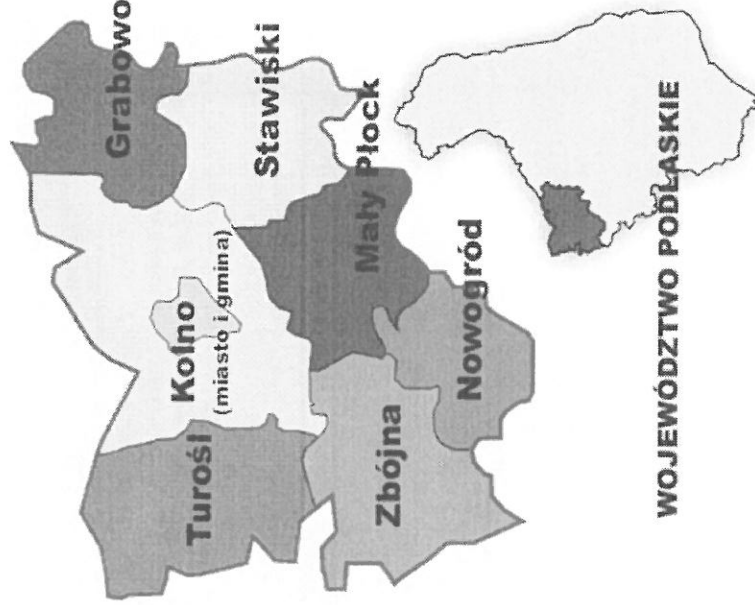 Grabowo
Kolno
(miasto i gmina)
Turośl
Stawiski
Mały Płock
Zbójna
Nowogród
WOJEWÓDZTWO PODLASKIE